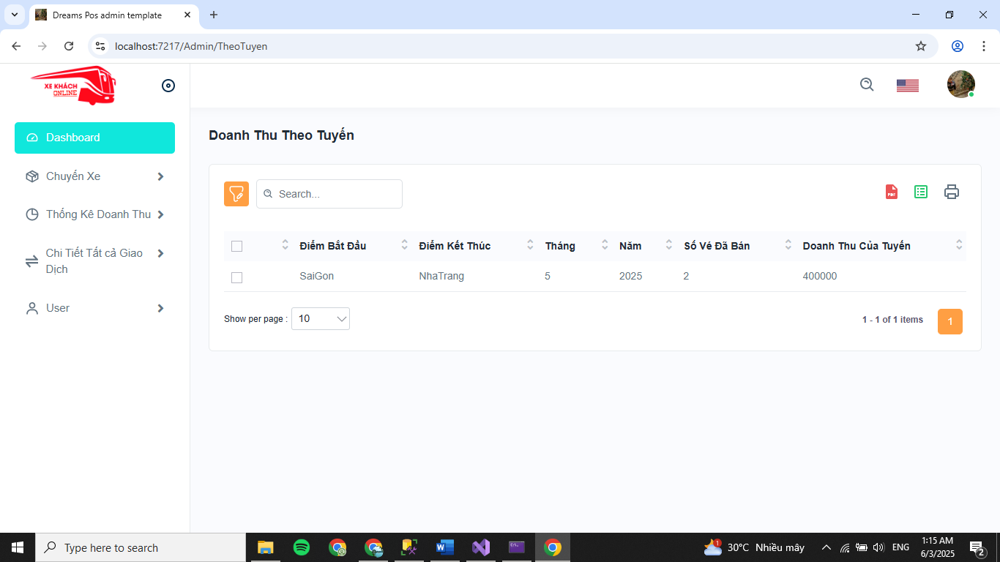 Dreams Pos admin template
localhost:7217/Admin/TheoTuyen
XE KHÁCH
ONLINE
Dashboard
Chuyến Xe
Thống Kê Doanh Thu
Chi Tiết Tất cả Giao
Dịch
User
Doanh Thu Theo Tuyến
Search...
PDF
Điểm Bắt Đầu Điểm Kết Thúc Tháng Năm Số Vé Đã Bán Doanh Thu Của Tuyến
SaiGon NhaTrang 5 2025 2 400000
Show per page : 10 1 - 1 of 1 items 1
Type here to search
1 30°C Nhiều mây ENG 1:15 AM
6/3/2025
2